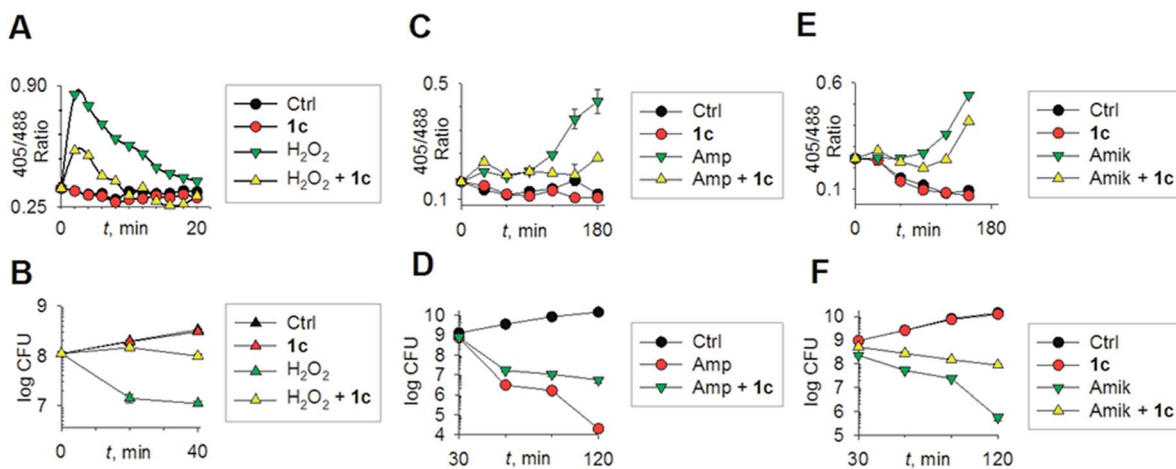 A
0.90
405/488
Ratio
0.25
0
20
t, min
Ctrl
1c
H₂O₂
H₂O₂ + 1c
C
0.5
405/488
Ratio
0.1
0
180
t, min
Ctrl
1c
Amp
Amp + 1c
E
0.6
405/488
Ratio
0.1
0
180
t, min
Ctrl
1c
Amik
Amik + 1c
B
9
8
7
log CFU
0
40
t, min
Ctrl
1c
H₂O₂
H₂O₂ + 1c
D
10
9
8
7
6
5
4
log CFU
30
120
t, min
Ctrl
Amp
Amp + 1c
F
10
9
8
7
6
5
log CFU
30
120
t, min
Ctrl
1c
Amik
Amik + 1c